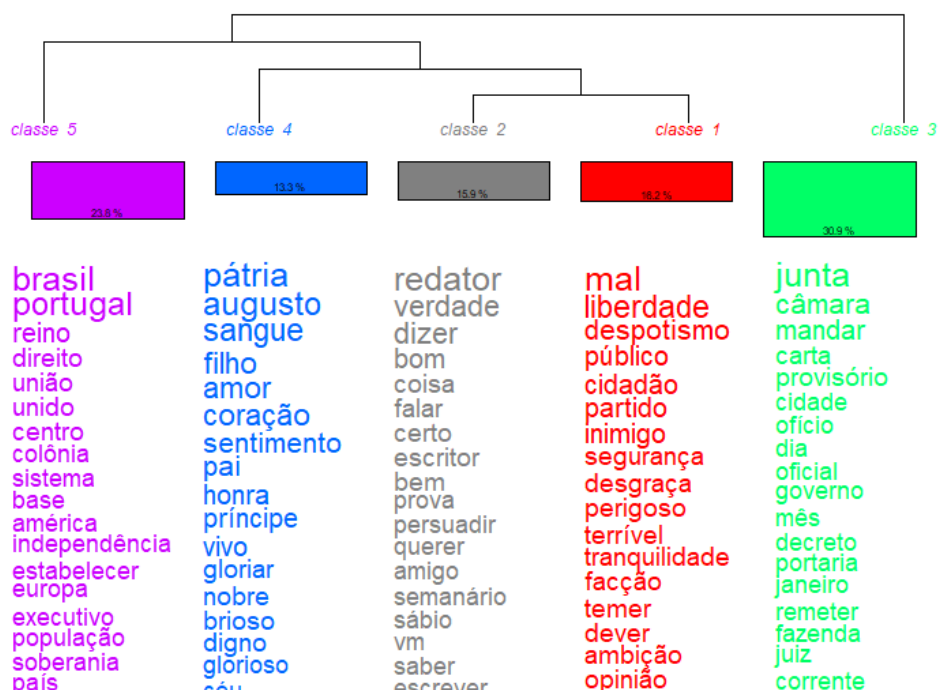 classe 5
classe 4
classe 2
classe 1
classe 3
23.8 %
13.3 %
15.9 %
16.2 %
30.9 %
brasil
portugal
reino
direito
união
unido
centro
colônia
sistema
base
américa
independência
estabelecer
europa
executivo
população
soberania
país
pátria
augusto
sangue
filho
amor
coração
sentimento
pai
honra
príncipe
vivo
gloriar
nobre
brioso
digno
glorioso
céu
redator
verdade
dizer
bom
coisa
falar
certo
escritor
bem
prova
persuadir
querer
amigo
semanário
sábio
vm
saber
escrever
mal
liberdade
despotismo
público
cidadão
partido
inimigo
segurança
desgraça
perigoso
terrível
tranquilidade
facção
temer
dever
ambição
opinião
junta
câmara
mandar
carta
provisório
cidade
ofício
dia
oficial
governo
mês
decreto
portaria
janeiro
remeter
fazenda
juiz
corrente